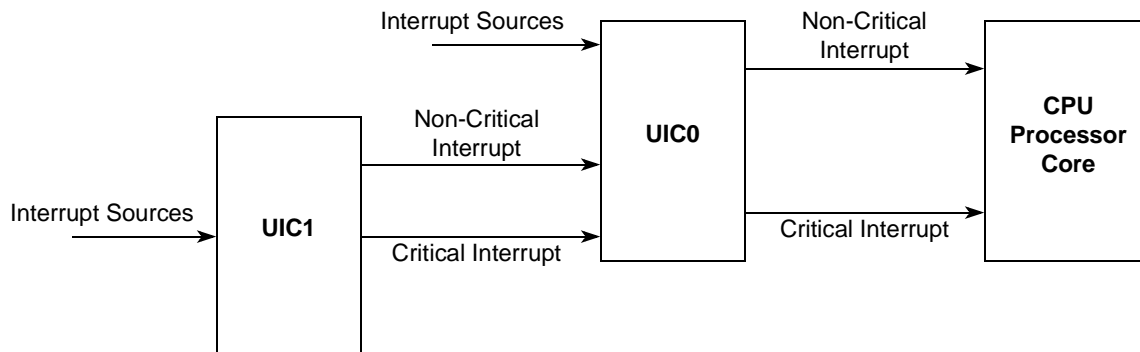 Interrupt Sources
Non-Critical
Interrupt
CPU
Processor
Core
UIC0
Non-Critical
Interrupt
Interrupt Sources
UIC1
Critical Interrupt
Critical Interrupt